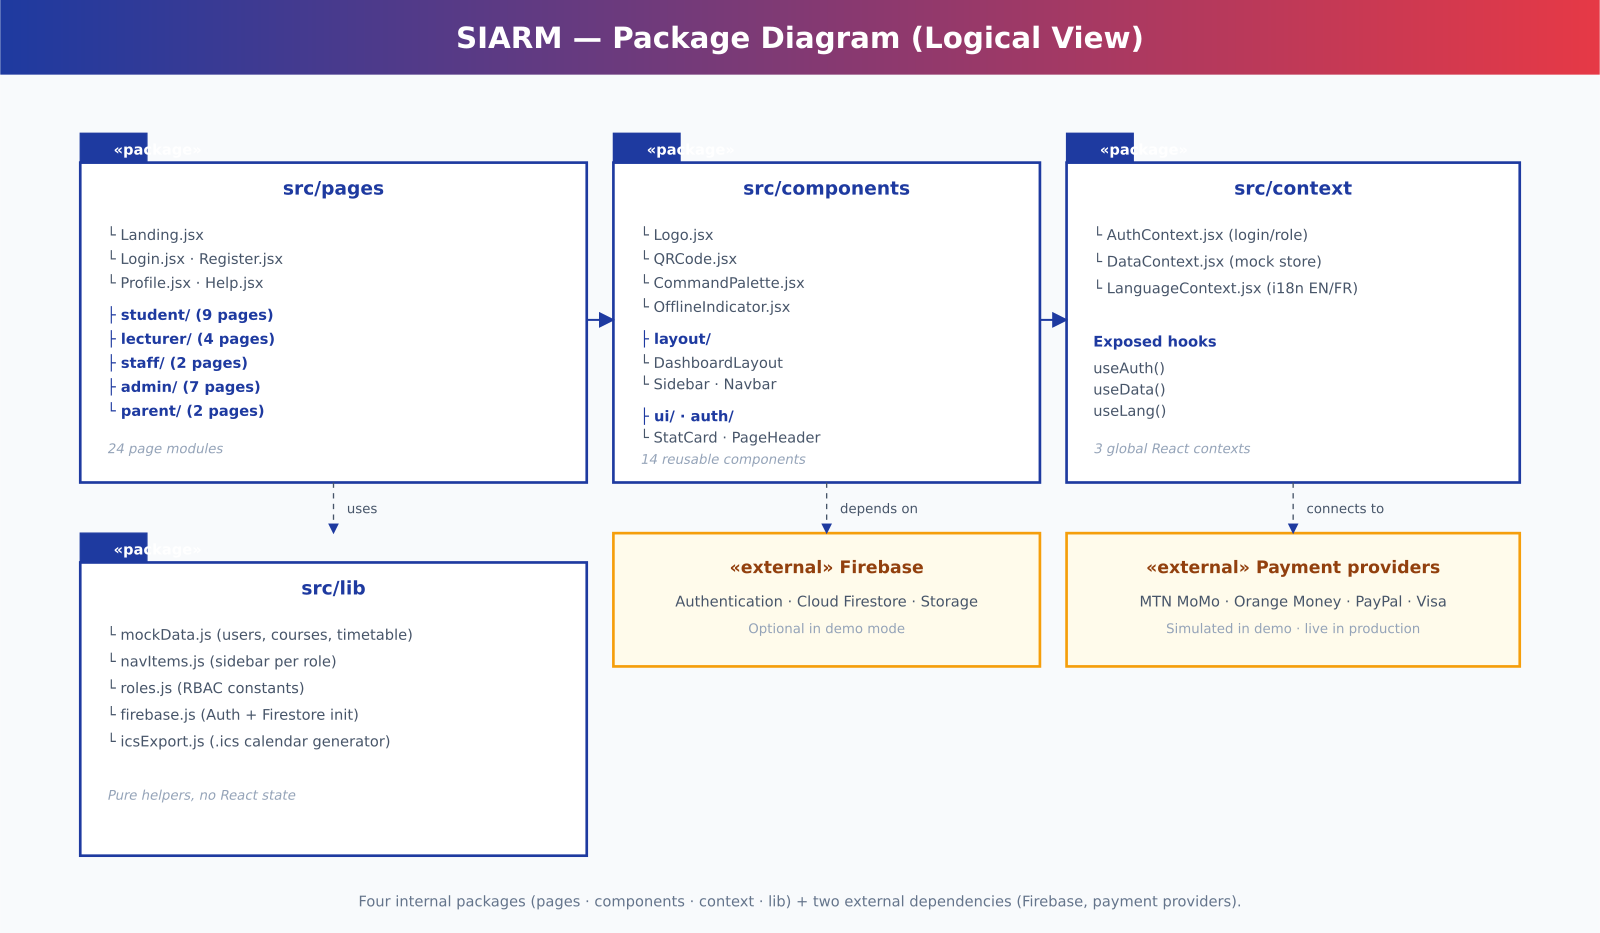 SIARM — Package Diagram (Logical View)
«package»
src/pages
└ Landing.jsx
└ Login.jsx · Register.jsx
└ Profile.jsx · Help.jsx
├ student/ (9 pages)
├ lecturer/ (4 pages)
├ staff/ (2 pages)
├ admin/ (7 pages)
└ parent/ (2 pages)
24 page modules
«package»
src/components
└ Logo.jsx
└ QRCode.jsx
└ CommandPalette.jsx
└ OfflineIndicator.jsx
├ layout/
└ DashboardLayout
└ Sidebar · Navbar
├ ui/ · auth/
└ StatCard · PageHeader
14 reusable components
«package»
src/context
└ AuthContext.jsx (login/role)
└ DataContext.jsx (mock store)
└ LanguageContext.jsx (i18n EN/FR)
Exposed hooks
useAuth()
useData()
useLang()
3 global React contexts
uses
depends on
connects to
«package»
src/lib
└ mockData.js (users, courses, timetable)
└ navItems.js (sidebar per role)
└ roles.js (RBAC constants)
└ firebase.js (Auth + Firestore init)
└ icsExport.js (.ics calendar generator)
Pure helpers, no React state
«external» Firebase
Authentication · Cloud Firestore · Storage
Optional in demo mode
«external» Payment providers
MTN MoMo · Orange Money · PayPal · Visa
Simulated in demo · live in production
Four internal packages (pages · components · context · lib) + two external dependencies (Firebase, payment providers).